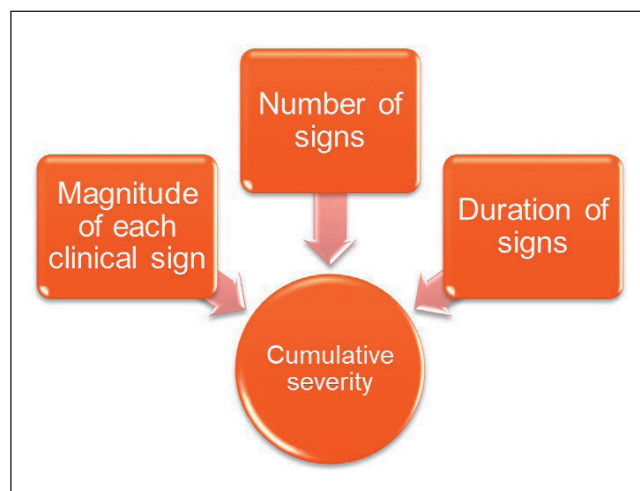 Number of
signs
Magnitude
of each
clinical sign
Duration of
signs
Cumulative
severity